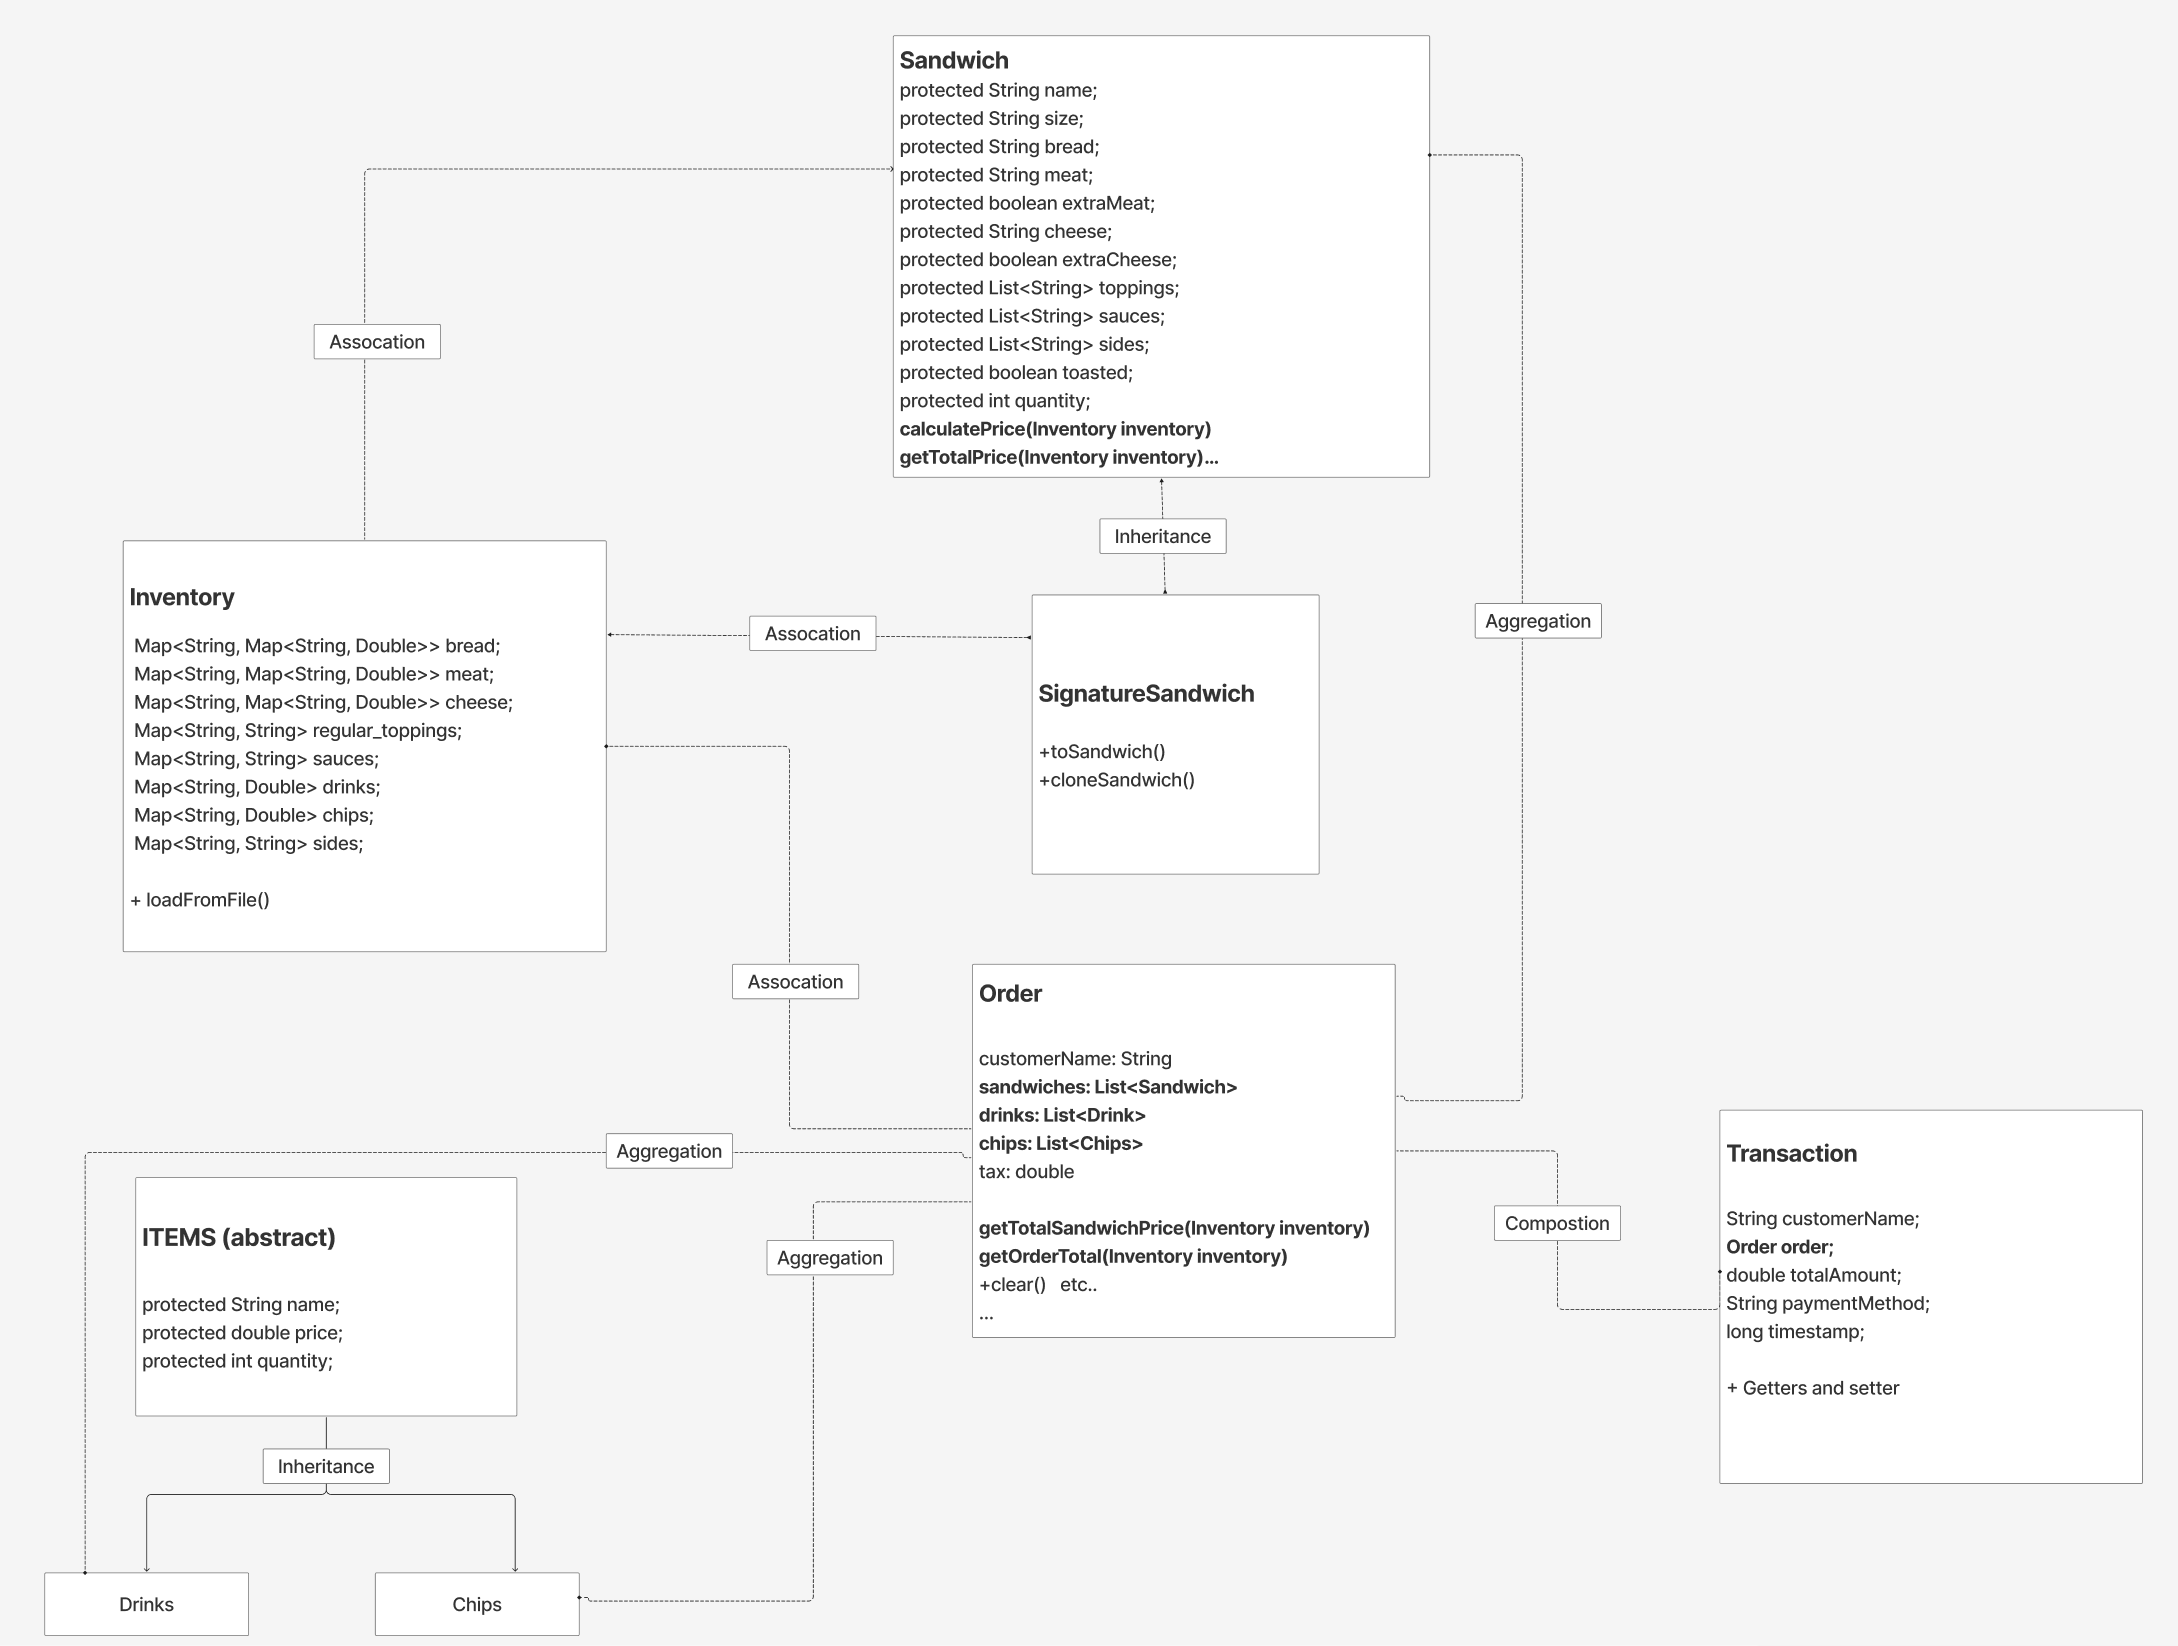 Sandwich
protected String name;
protected String size;
protected String bread;
protected String meat;
protected boolean extraMeat;
protected String cheese;
protected boolean extraCheese;
protected List<String> toppings;
protected List<String> sauces;
protected List<String> sides;
protected boolean toasted;
protected int quantity;
calculatePrice(Inventory inventory)
getTotalPrice(Inventory inventory)...
Assocation
Inheritance
Inventory
Map<String, Map<String, Double>> bread;
Map<String, Map<String, Double>> meat;
Map<String, Map<String, Double>> cheese;
Map<String, String> regular_toppings;
Map<String, String> sauces;
Map<String, Double> drinks;
Map<String, Double> chips;
Map<String, String> sides;
+ loadFromFile()
Assocation
SignatureSandwich
+toSandwich()
+cloneSandwich()
Aggregation
Assocation
Order
customerName: String
sandwiches: List<Sandwich>
drinks: List<Drink>
chips: List<Chips>
tax: double
getTotalSandwichPrice(Inventory inventory)
getOrderTotal(Inventory inventory)
+clear() etc..
...
Aggregation
Aggregation
Compostion
Transaction
String customerName;
Order order;
double totalAmount;
String paymentMethod;
long timestamp;
+ Getters and setter
ITEMS (abstract)
protected String name;
protected double price;
protected int quantity;
Inheritance
Drinks
Chips